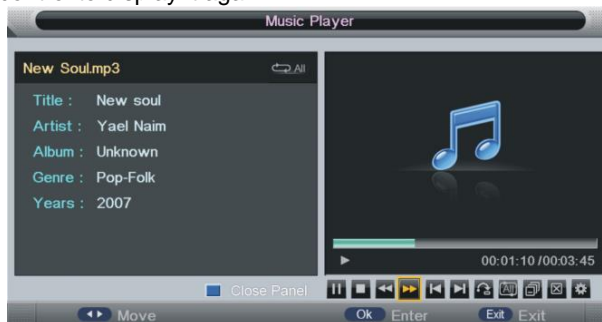 Music Player
New Soul.mp3 All
Title : New soul
Artist : Yael Naim
Album : Unknown
Genre : Pop-Folk
Years : 2007
00:01:10 /00:03:45
Close Panel
All
Move Ok Enter Exit Exit